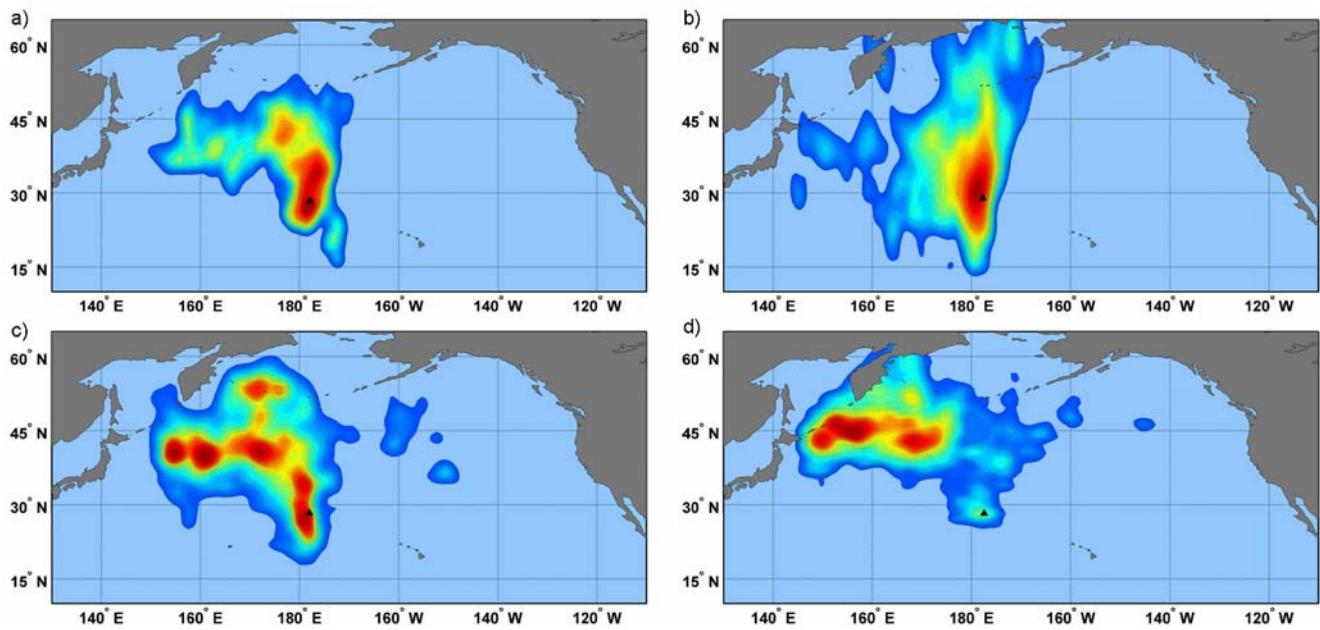 a)
60° N
45° N
30° N
15° N
140° E
160° E
180° E
160° W
140° W
120° W
b)
60° N
45° N
30° N
15° N
140° E
160° E
180° E
160° W
140° W
120° W
c)
60° N
45° N
30° N
15° N
140° E
160° E
180° E
160° W
140° W
120° W
d)
60° N
45° N
30° N
15° N
140° E
160° E
180° E
160° W
140° W
120° W